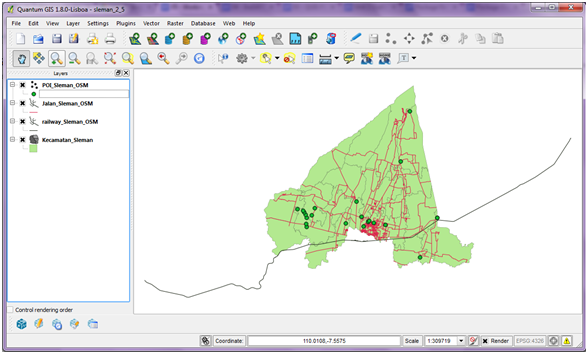 Quantum GIS 1.8.0-Lisboa - sleman_2_5
File Edit View Layer Settings Plugins Vector Raster Database Web Help
Layers
POI_Sleman_OSM
Jalan_Sleman_OSM
railway_Sleman_OSM
Kecamatan_Sleman
Control rendering order
Coordinate: 110.0108,-7.5575 Scale 1:309719 Render EPSG:4326